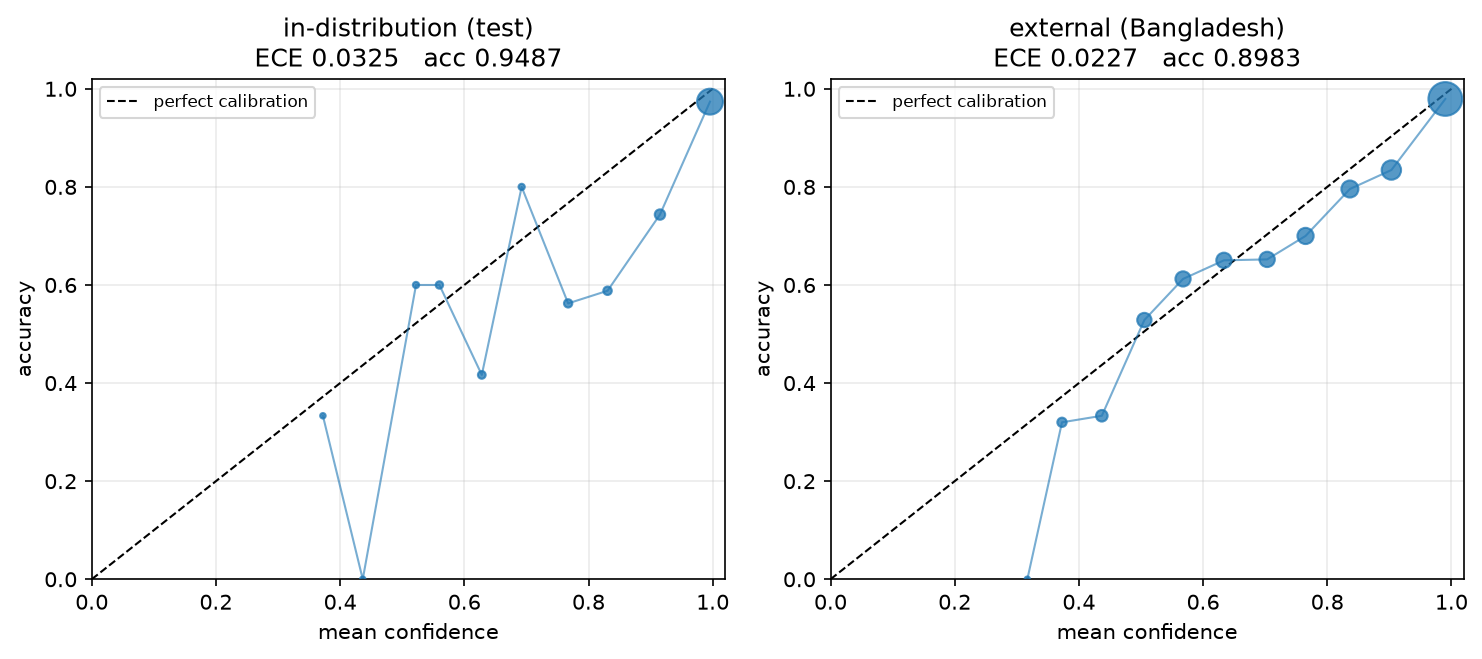 in-distribution (test)
ECE 0.0325 acc 0.9487
perfect calibration
1.0
0.8
0.6
0.4
0.2
0.0
accuracy
0.0 0.2 0.4 0.6 0.8 1.0
mean confidence
external (Bangladesh)
ECE 0.0227 acc 0.8983
perfect calibration
1.0
0.8
0.6
0.4
0.2
0.0
accuracy
0.0 0.2 0.4 0.6 0.8 1.0
mean confidence